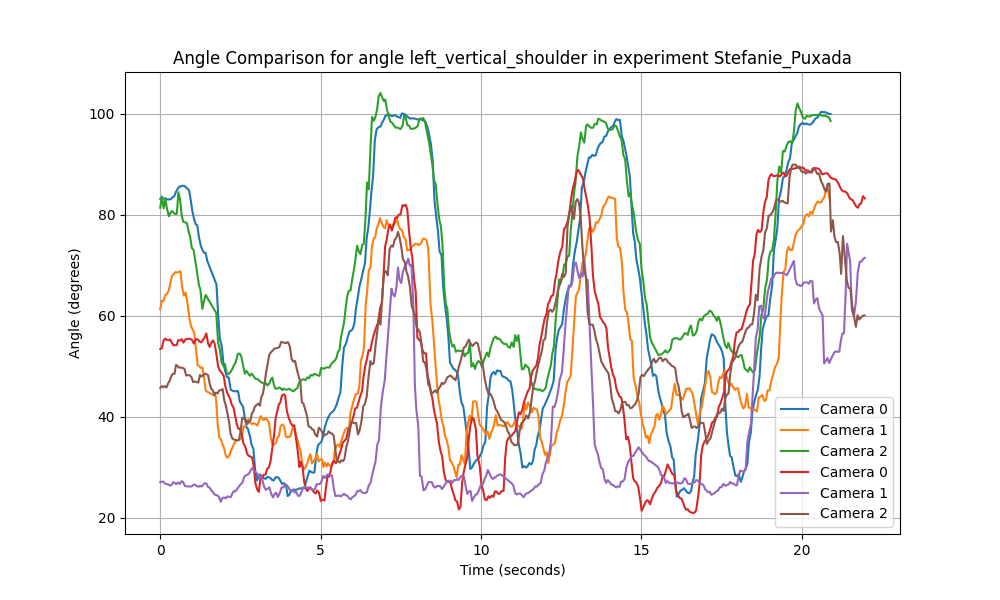 Angle Comparison for angle left_vertical_shoulder in experiment Stefanie_Puxada
100
80
60
40
20
Angle (degrees)
Camera 0
Camera 1
Camera 2
Camera 0
Camera 1
Camera 2
0 5 10 15 20
Time (seconds)